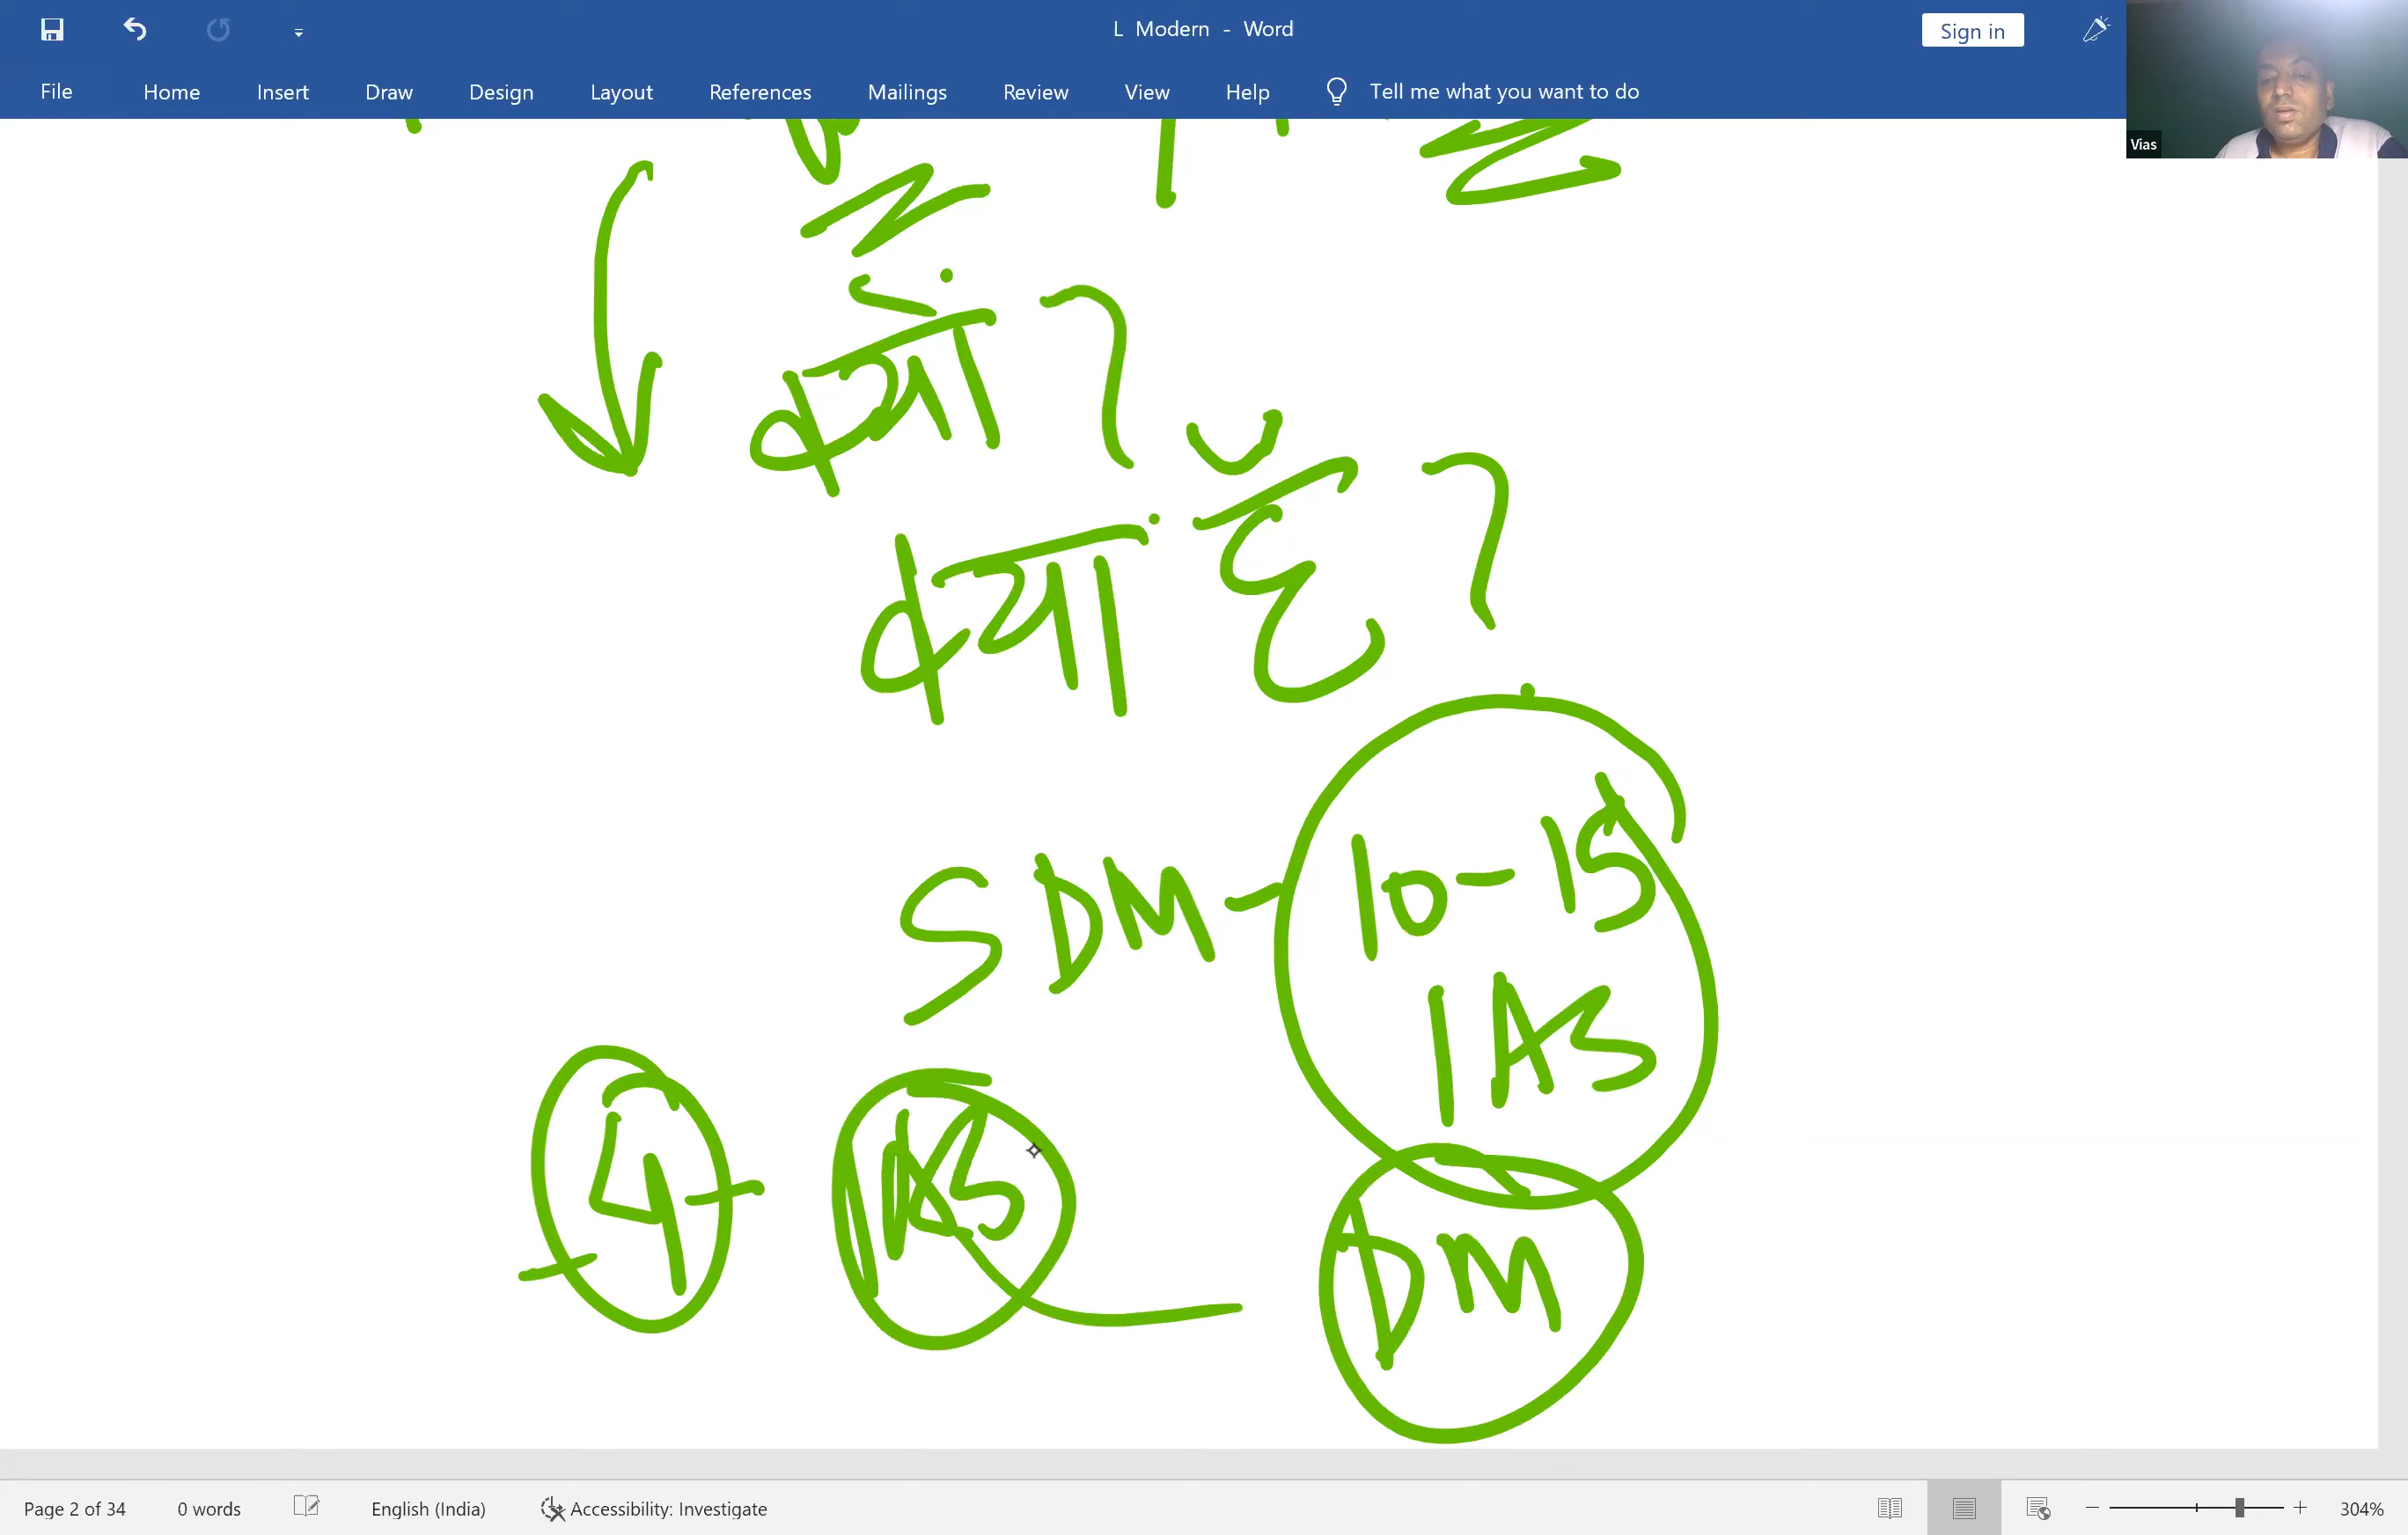 L Modern - Word
Sign in
File Home Insert Draw Design Layout References Mailings Review View Help Tell me what you want to do
Vias
क्यों ?
क्या है ?
SDM - 10-15
IAS
4 - IAS
DM
Page 2 of 34 0 words English (India) Accessibility: Investigate 304%